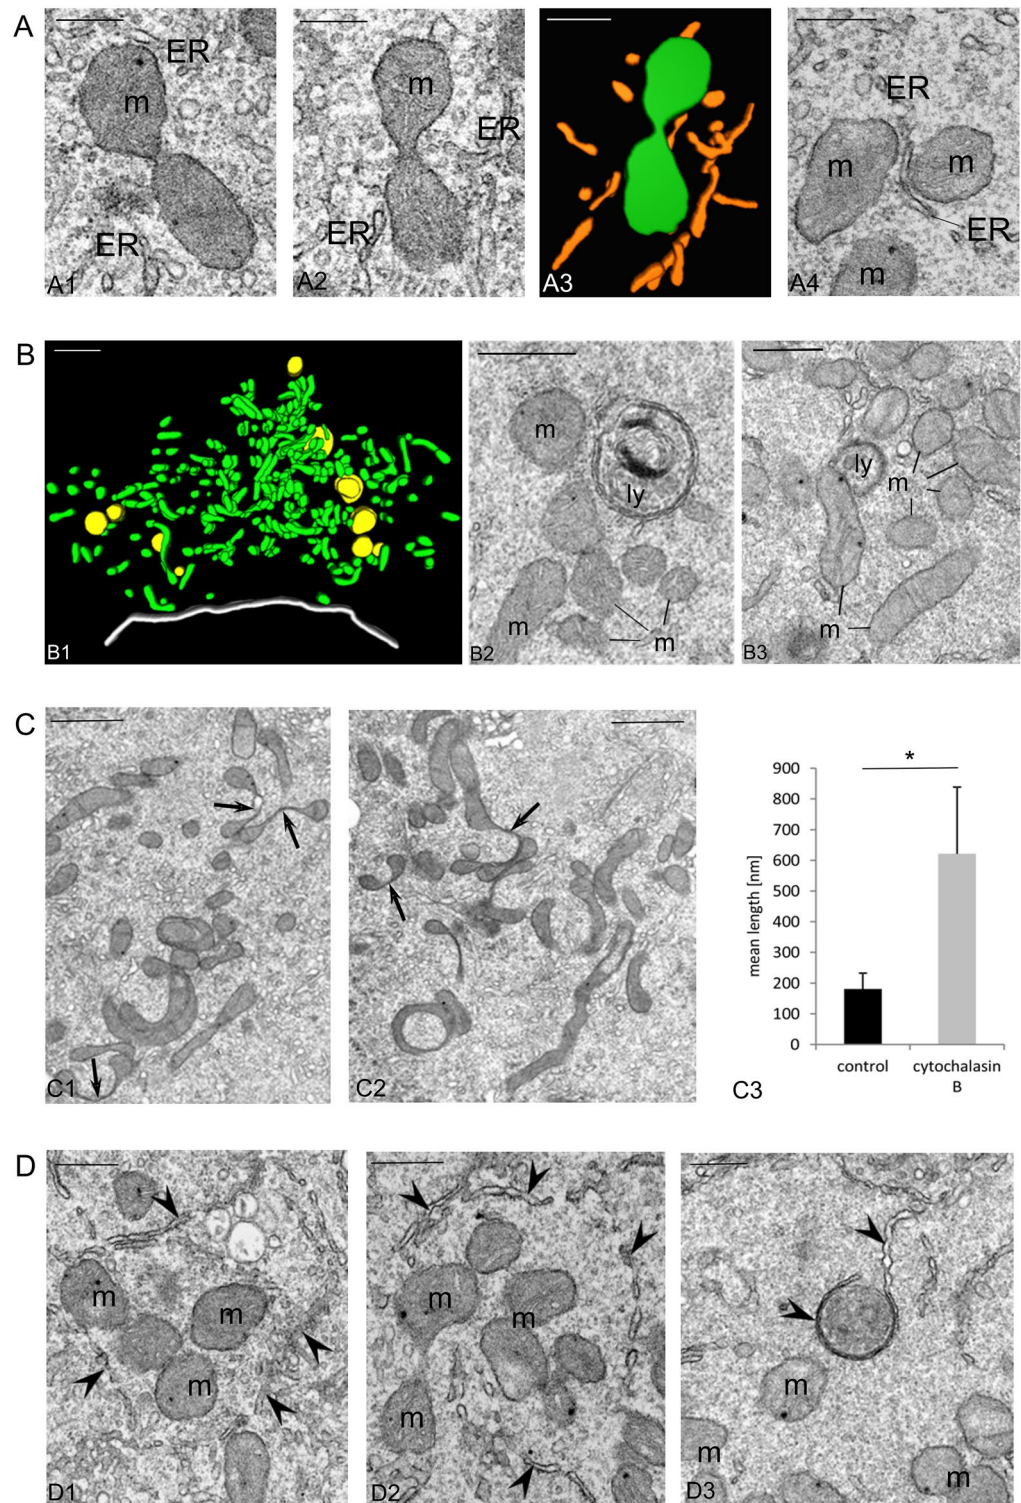 A
ER
m
ER
A1
m
ER
ER
A2
A3
ER
m
m
ER
m
A4
B
B1
m
ly
m
m
B2
ly
m
m
B3
C
C1
C2
*
900
800
700
600
500
400
300
200
100
0
mean length [nm]
control
cytochalasin
B
C3
D
m
m
m
D1
m
m
m
D2
m
m
m
D3